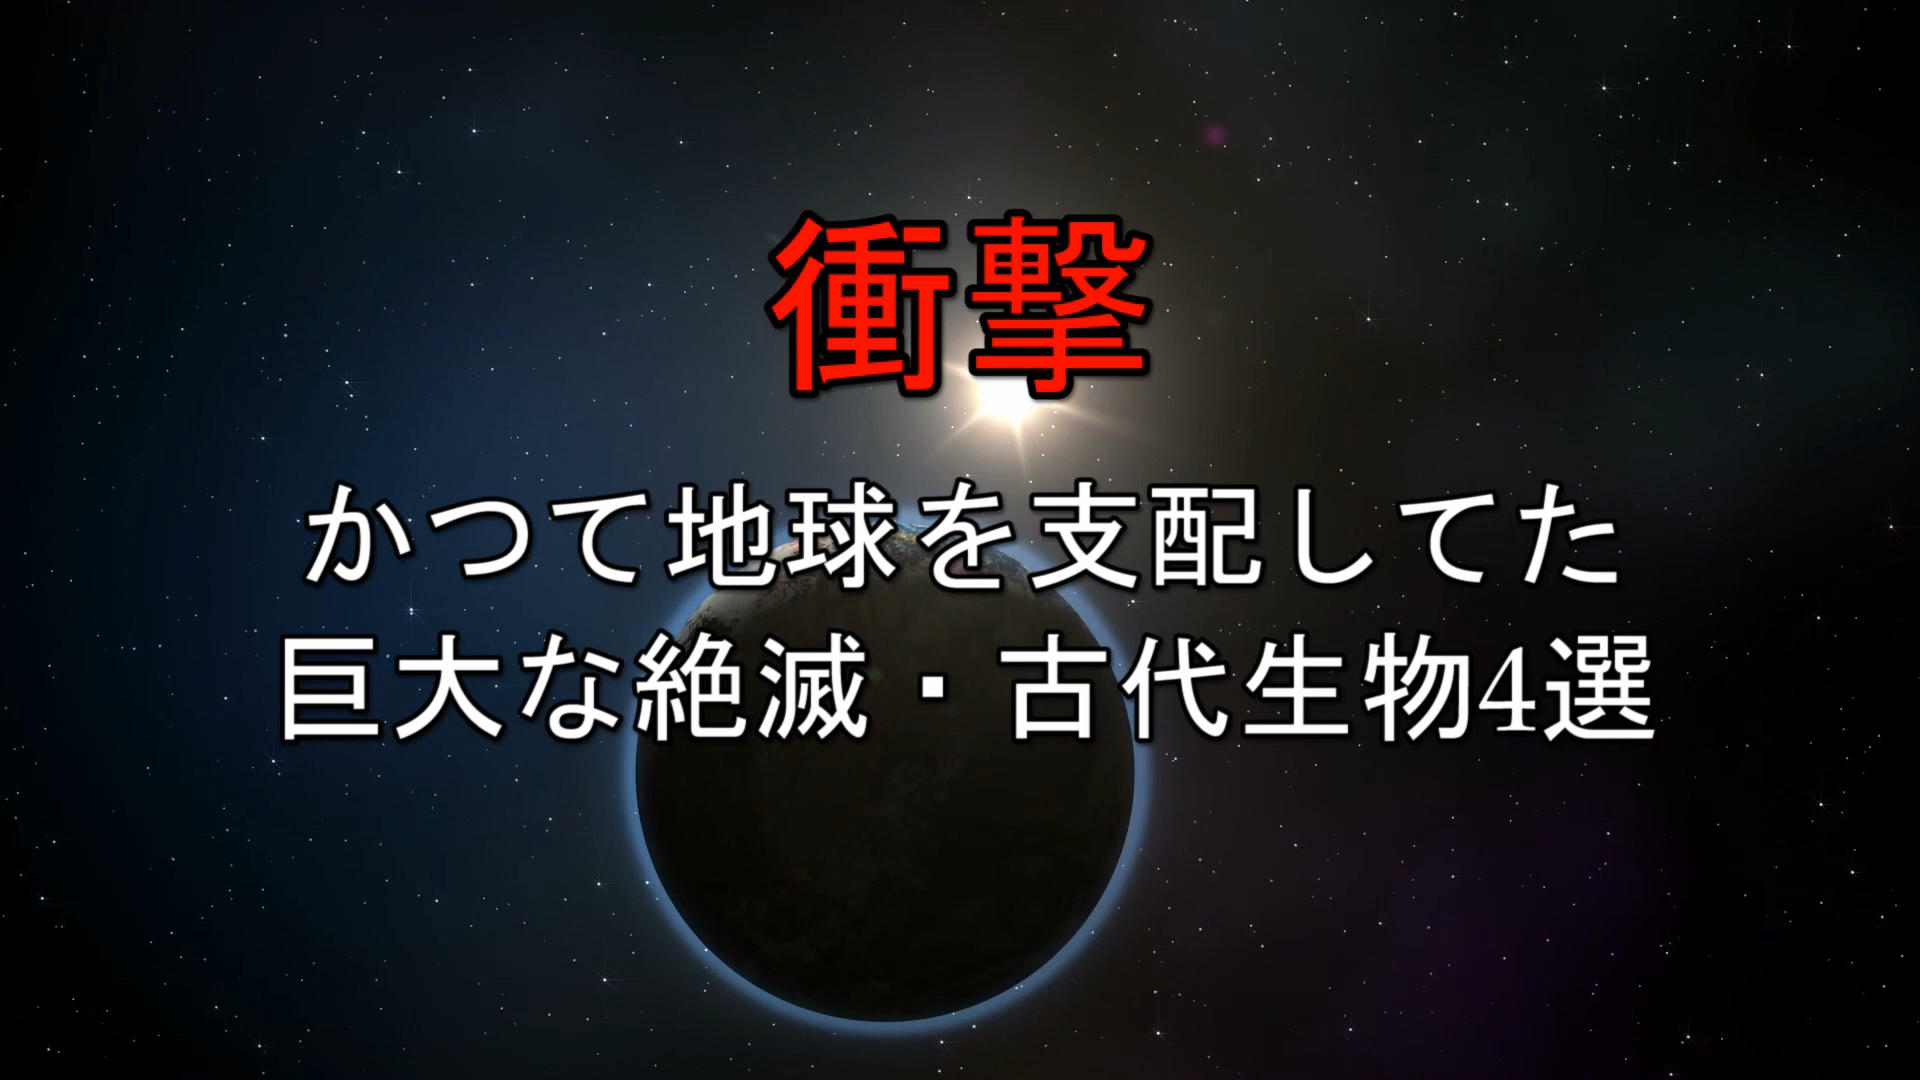 衝撃
かつて地球を支配してた
巨大な絶滅・古代生物4選